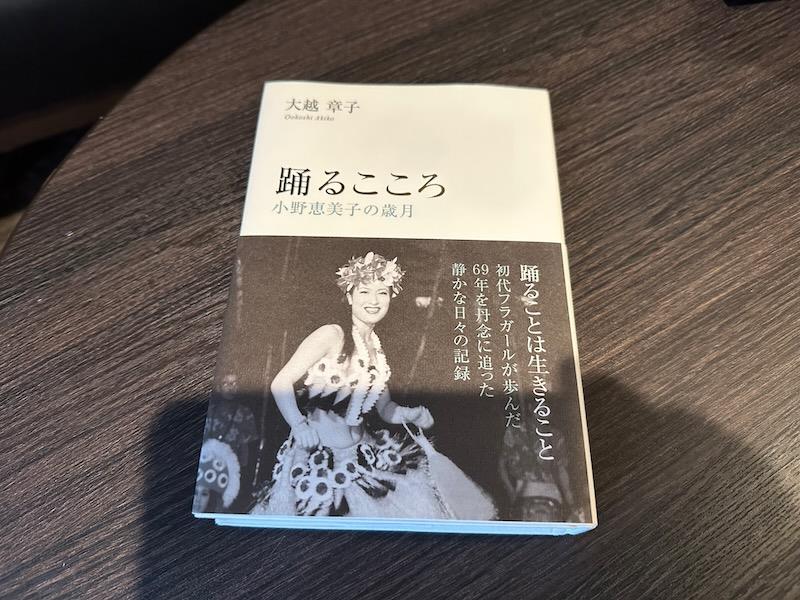 大越 章子
Ookoshi Akiko
踊るこころ
小野恵美子の歳月
踊ることは生きること
初代フラガールが歩んだ
69年を丹念に追った
静かな日々の記録